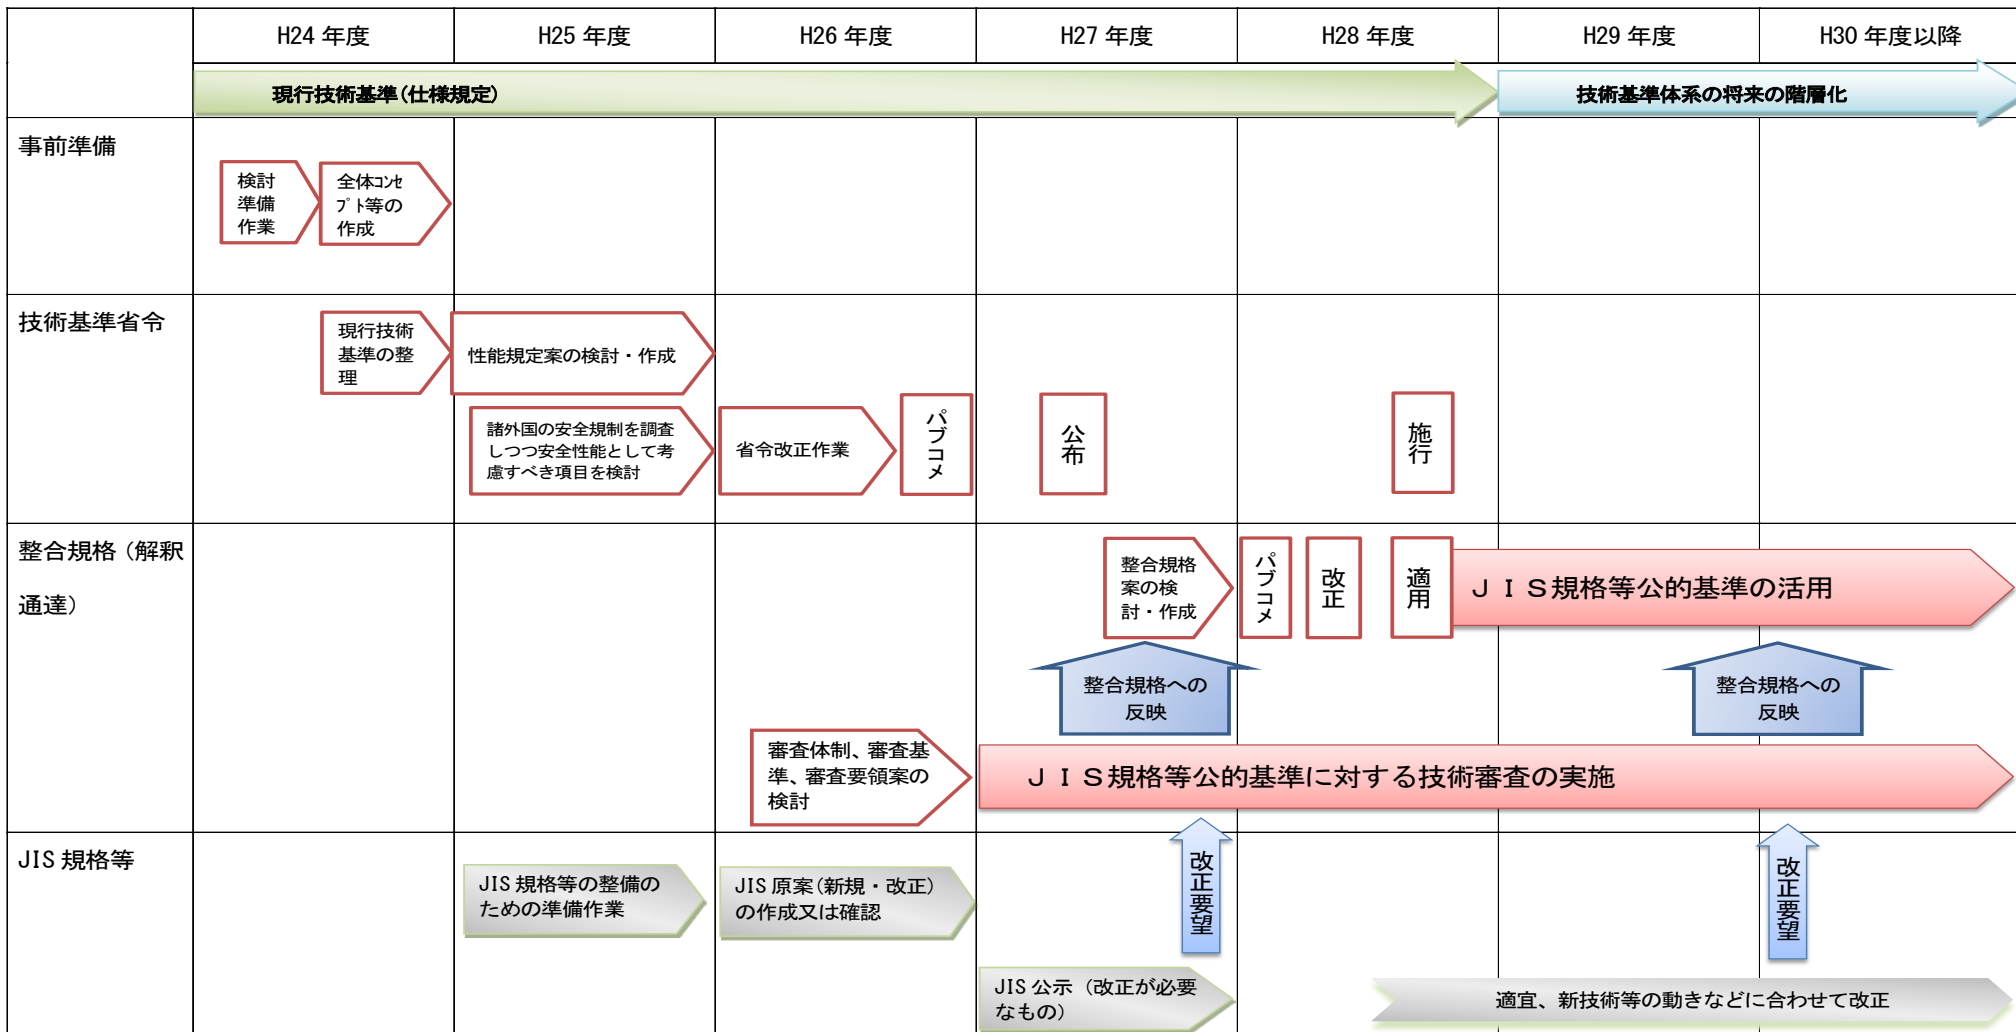 H24 年度
H25 年度
H26 年度
H27 年度
H28 年度
H29 年度
H30 年度以降
現行技術基準(仕様規定)
技術基準体系の将来の階層化
事前準備
検討
準備
作業
全体ｺﾝｾ
ﾌﾟﾄ等の
作成
技術基準省令
現行技術
基準の整
理
性能規定案の検討・作成
諸外国の安全規制を調査
しつつ安全性能として考
慮すべき項目を検討
省令改正作業
パブコメ
公布
施行
整合規格（解釈
通達）
整合規格
案の検
討・作成
パブコメ
改正
適用
ＪＩＳ規格等公的基準の活用
整合規格への
反映
整合規格への
反映
審査体制、審査基
準、審査要領案の
検討
ＪＩＳ規格等公的基準に対する技術審査の実施
JIS 規格等
JIS 規格等の整備の
ための準備作業
JIS 原案(新規・改正)
の作成又は確認
改正要望
改正要望
JIS 公示（改正が必要
なもの）
適宜、新技術等の動きなどに合わせて改正